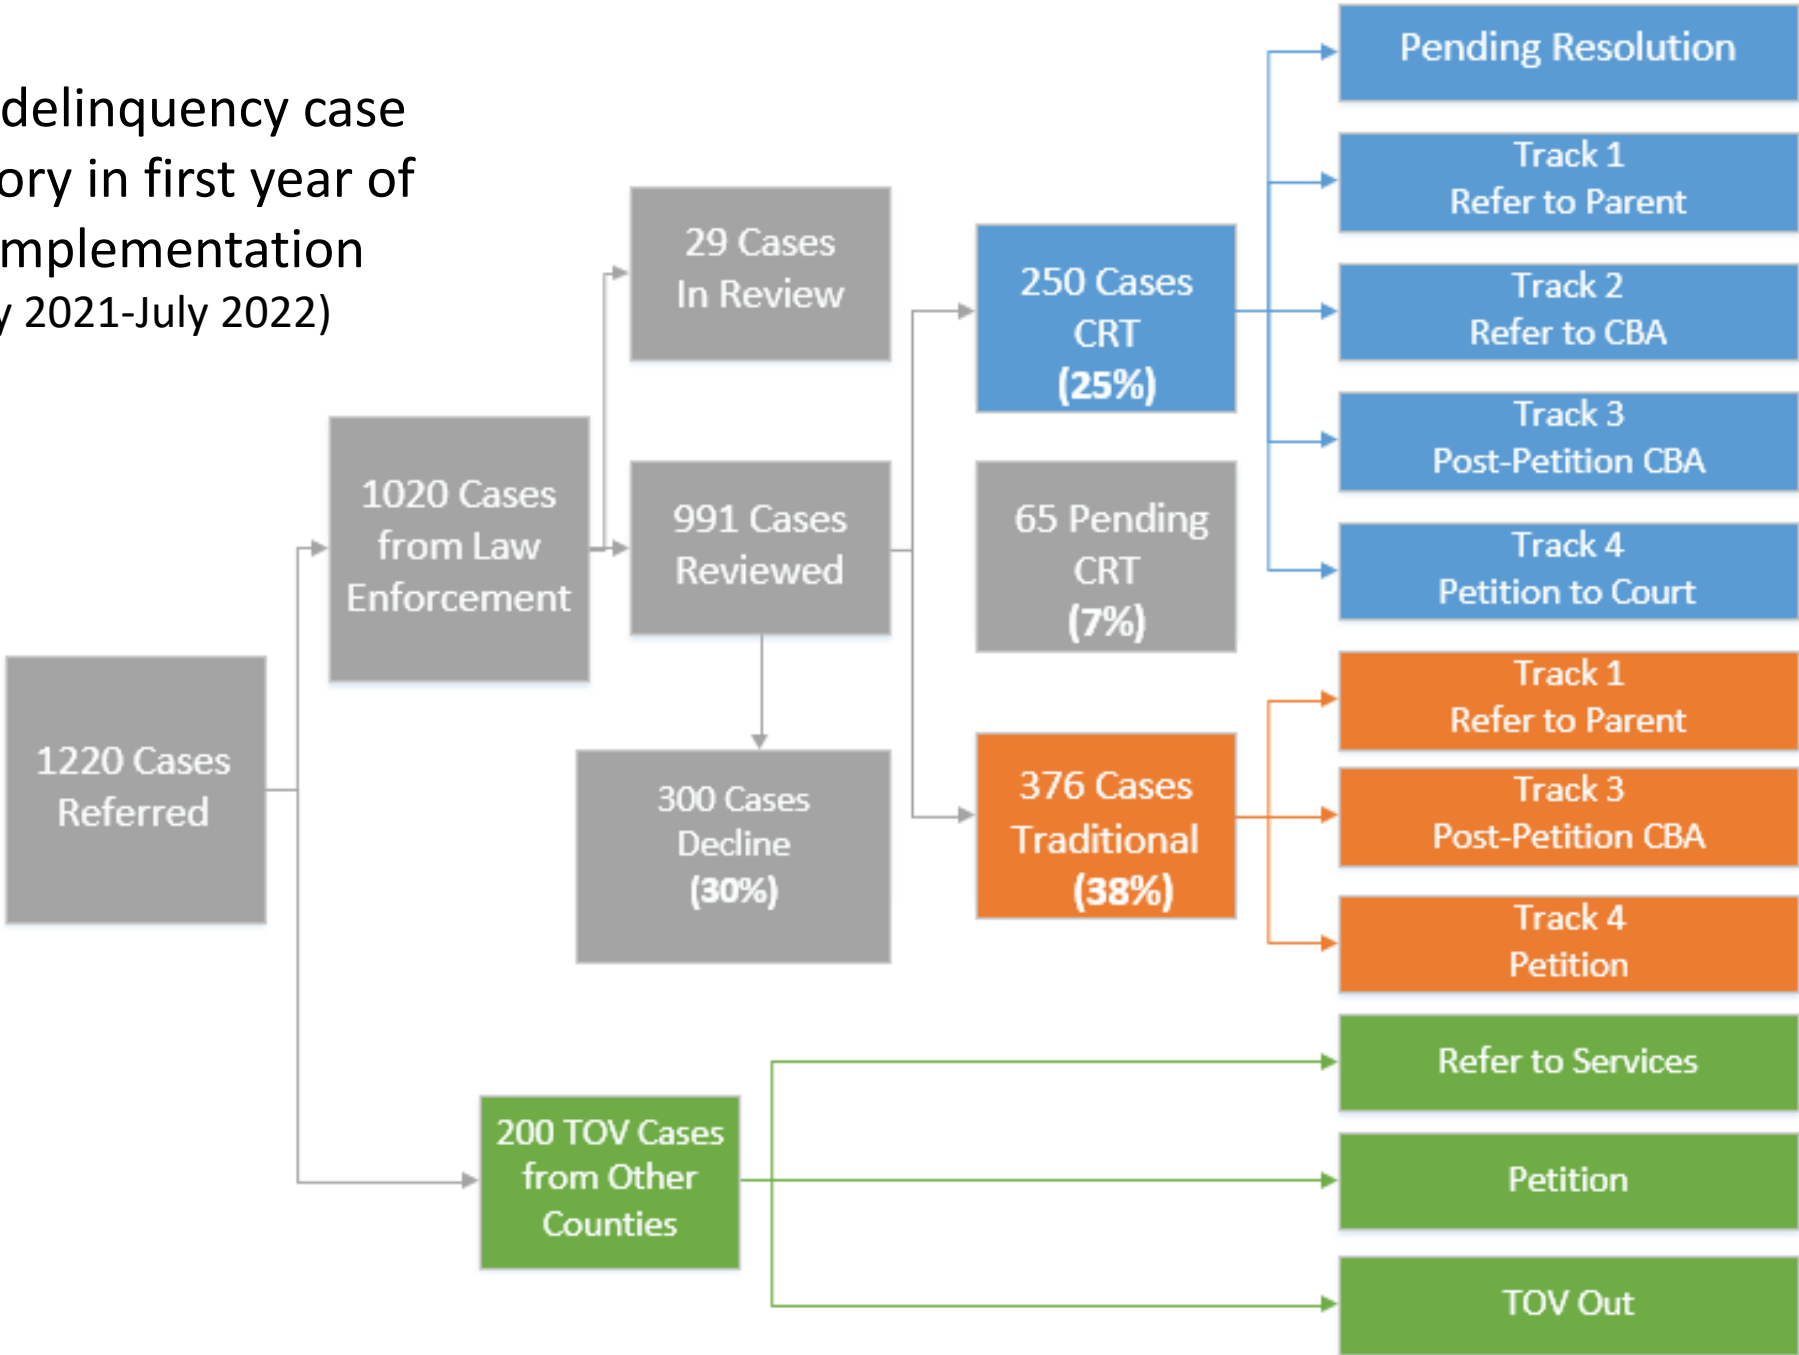 delinquency case
ory in first year of
mplementation
y 2021-July 2022)
1220 Cases
Referred
1020 Cases
from Law
Enforcement
29 Cases
In Review
991 Cases
Reviewed
300 Cases
Decline
(30%)
250 Cases
CRT
(25%)
65 Pending
CRT
(7%)
376 Cases
Traditional
(38%)
200 TOV Cases
from Other
Counties
Pending Resolution
Track 1
Refer to Parent
Track 2
Refer to CBA
Track 3
Post-Petition CBA
Track 4
Petition to Court
Track 1
Refer to Parent
Track 3
Post-Petition CBA
Track 4
Petition
Refer to Services
Petition
TOV Out